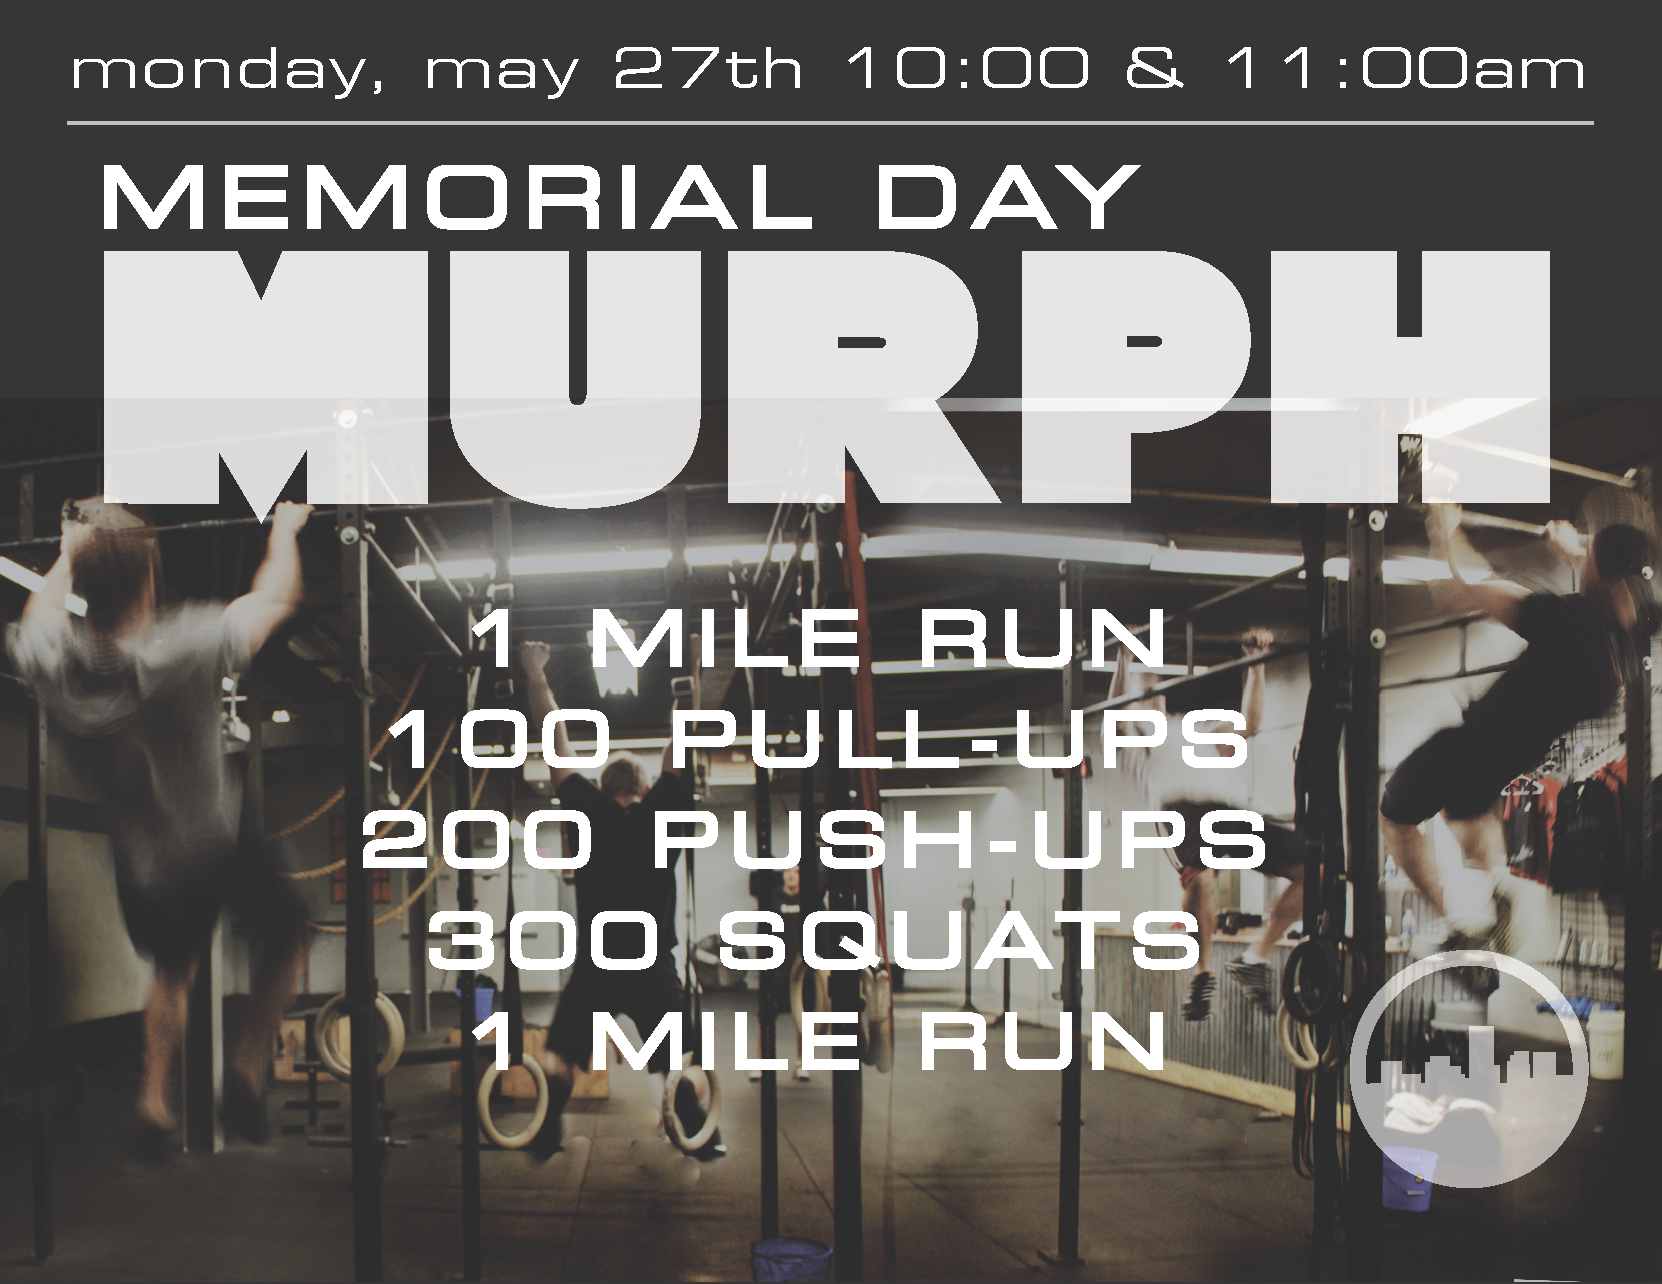 monday, may 27th 10:00 & 11:00am
MEMORIAL DAY
MURPH
1 MILE RUN
100 PULL-UPS
200 PUSH-UPS
300 SQUATS
1 MILE RUN